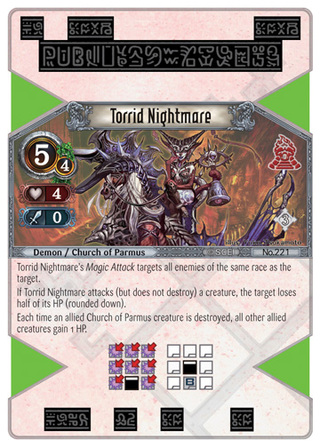 Torrid Nightmare
5
4
4
0
Demon / Church of Parmus
SCE
No.221
Torrid Nightmare's Magic Attack targets all enemies of the same race as the
target.
If Torrid Nightmare attacks (but does not destroy) a creature, the target loses
half of its HP (rounded down).
Each time an allied Church of Parmus creature is destroyed, all other allied
creatures gain 1 HP.